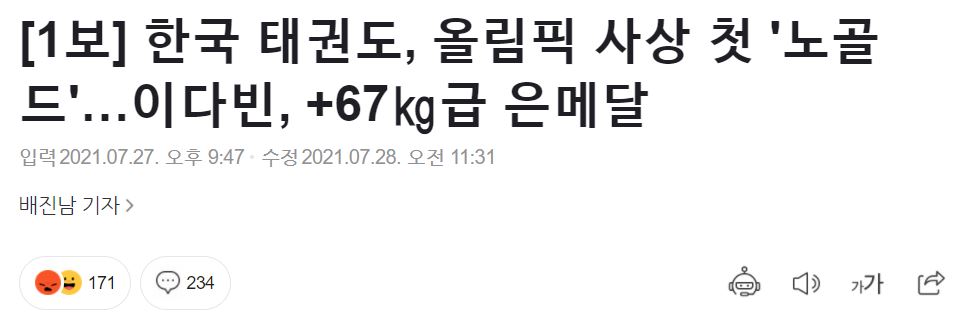 [1보] 한국 태권도, 올림픽 사상 첫 '노골
드'…이다빈, +67㎏급 은메달
입력 2021.07.27. 오후 9:47 · 수정 2021.07.28. 오전 11:31
배진남 기자 >
171 234 가가